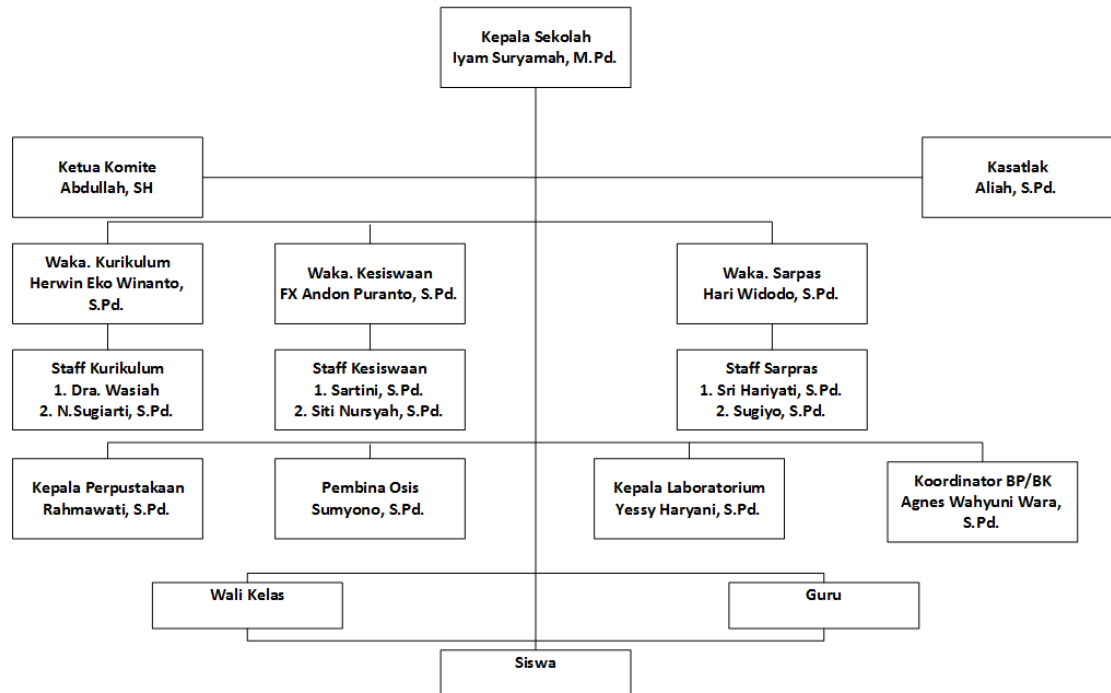 Kepala Sekolah
Iyam Suryamah, M.Pd.
Ketua Komite
Abdullah, SH
Kasatlak
Aliah, S.Pd.
Waka. Kurikulum
Herwin Eko Winanto,
S.Pd.
Waka. Kesiswaan
FX Andon Puranto, S.Pd.
Waka. Sarpas
Hari Widodo, S.Pd.
Staff Kurikulum
1. Dra. Wasiah
2. N.Sugiarti, S.Pd.
Staff Kesiswaan
1. Sartini, S.Pd.
2. Siti Nursyah, S.Pd.
Staff Sarpras
1. Sri Hariyati, S.Pd.
2. Sugiyo, S.Pd.
Kepala Perpustakaan
Rahmawati, S.Pd.
Pembina Osis
Sumyono, S.Pd.
Kepala Laboratorium
Yessy Haryani, S.Pd.
Koordinator BP/BK
Agnes Wahyuni Wara,
S.Pd.
Wali Kelas
Guru
Siswa